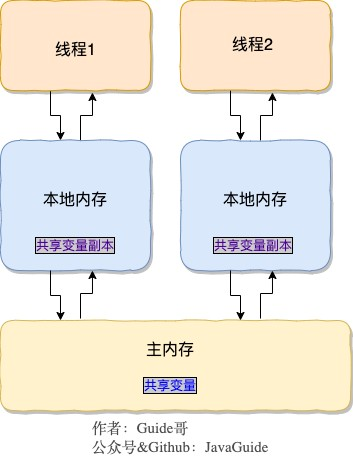 线程1
线程2
本地内存
共享变量副本
本地内存
共享变量副本
主内存
共享变量
作者：Guide哥
公众号&Github：JavaGuide